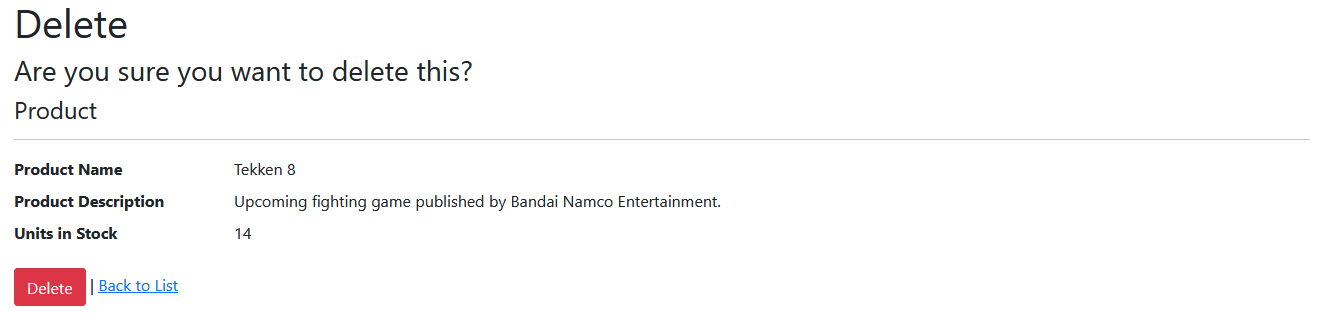 Delete
Are you sure you want to delete this?
Product
Product Name Tekken 8
Product Description Upcoming fighting game published by Bandai Namco Entertainment.
Units in Stock 14
Delete | Back to List